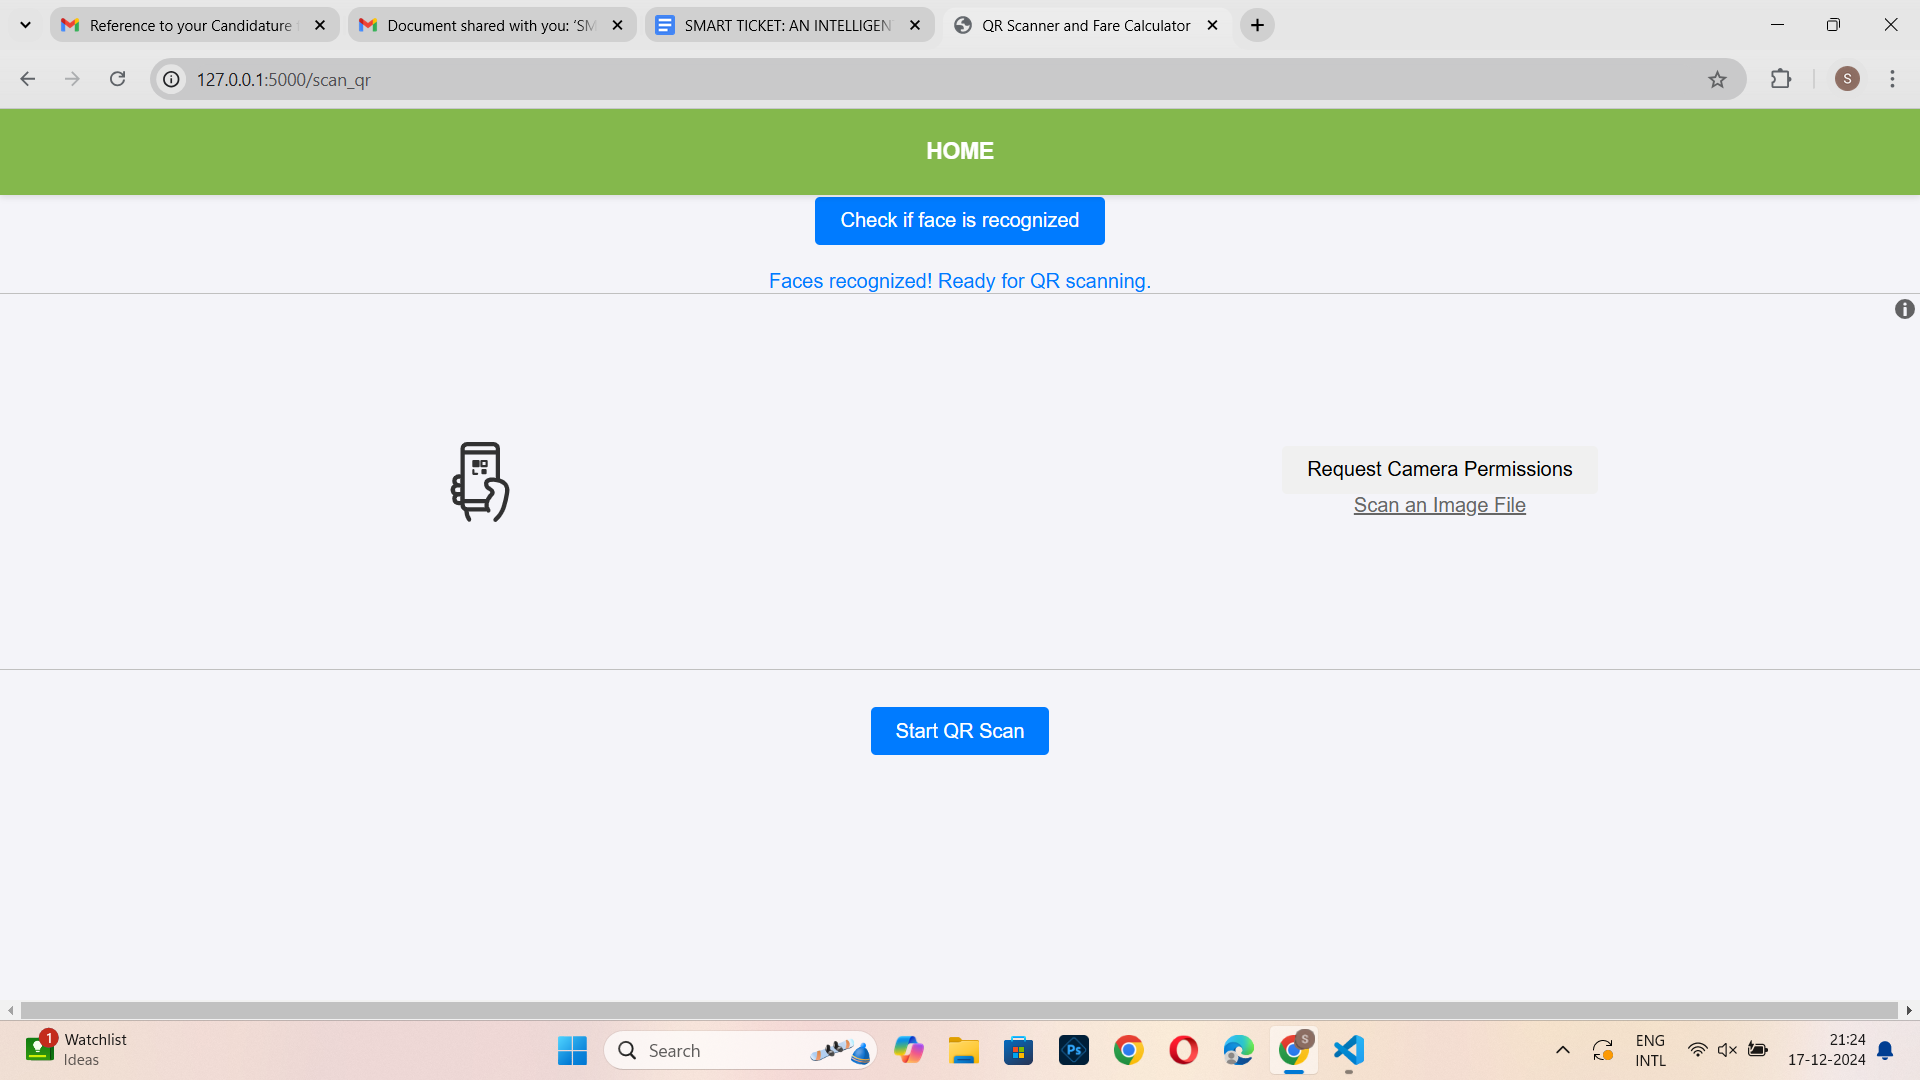 Reference to your Candidature
Document shared with you: ‘SM
SMART TICKET: AN INTELLIGEN
QR Scanner and Fare Calculator
127.0.0.1:5000/scan_qr
S
HOME
Check if face is recognized
Faces recognized! Ready for QR scanning.
Request Camera Permissions
Scan an Image File
Start QR Scan
1
Watchlist
Ideas
Search
Ps
S
ENG
INTL
21:24
17-12-2024